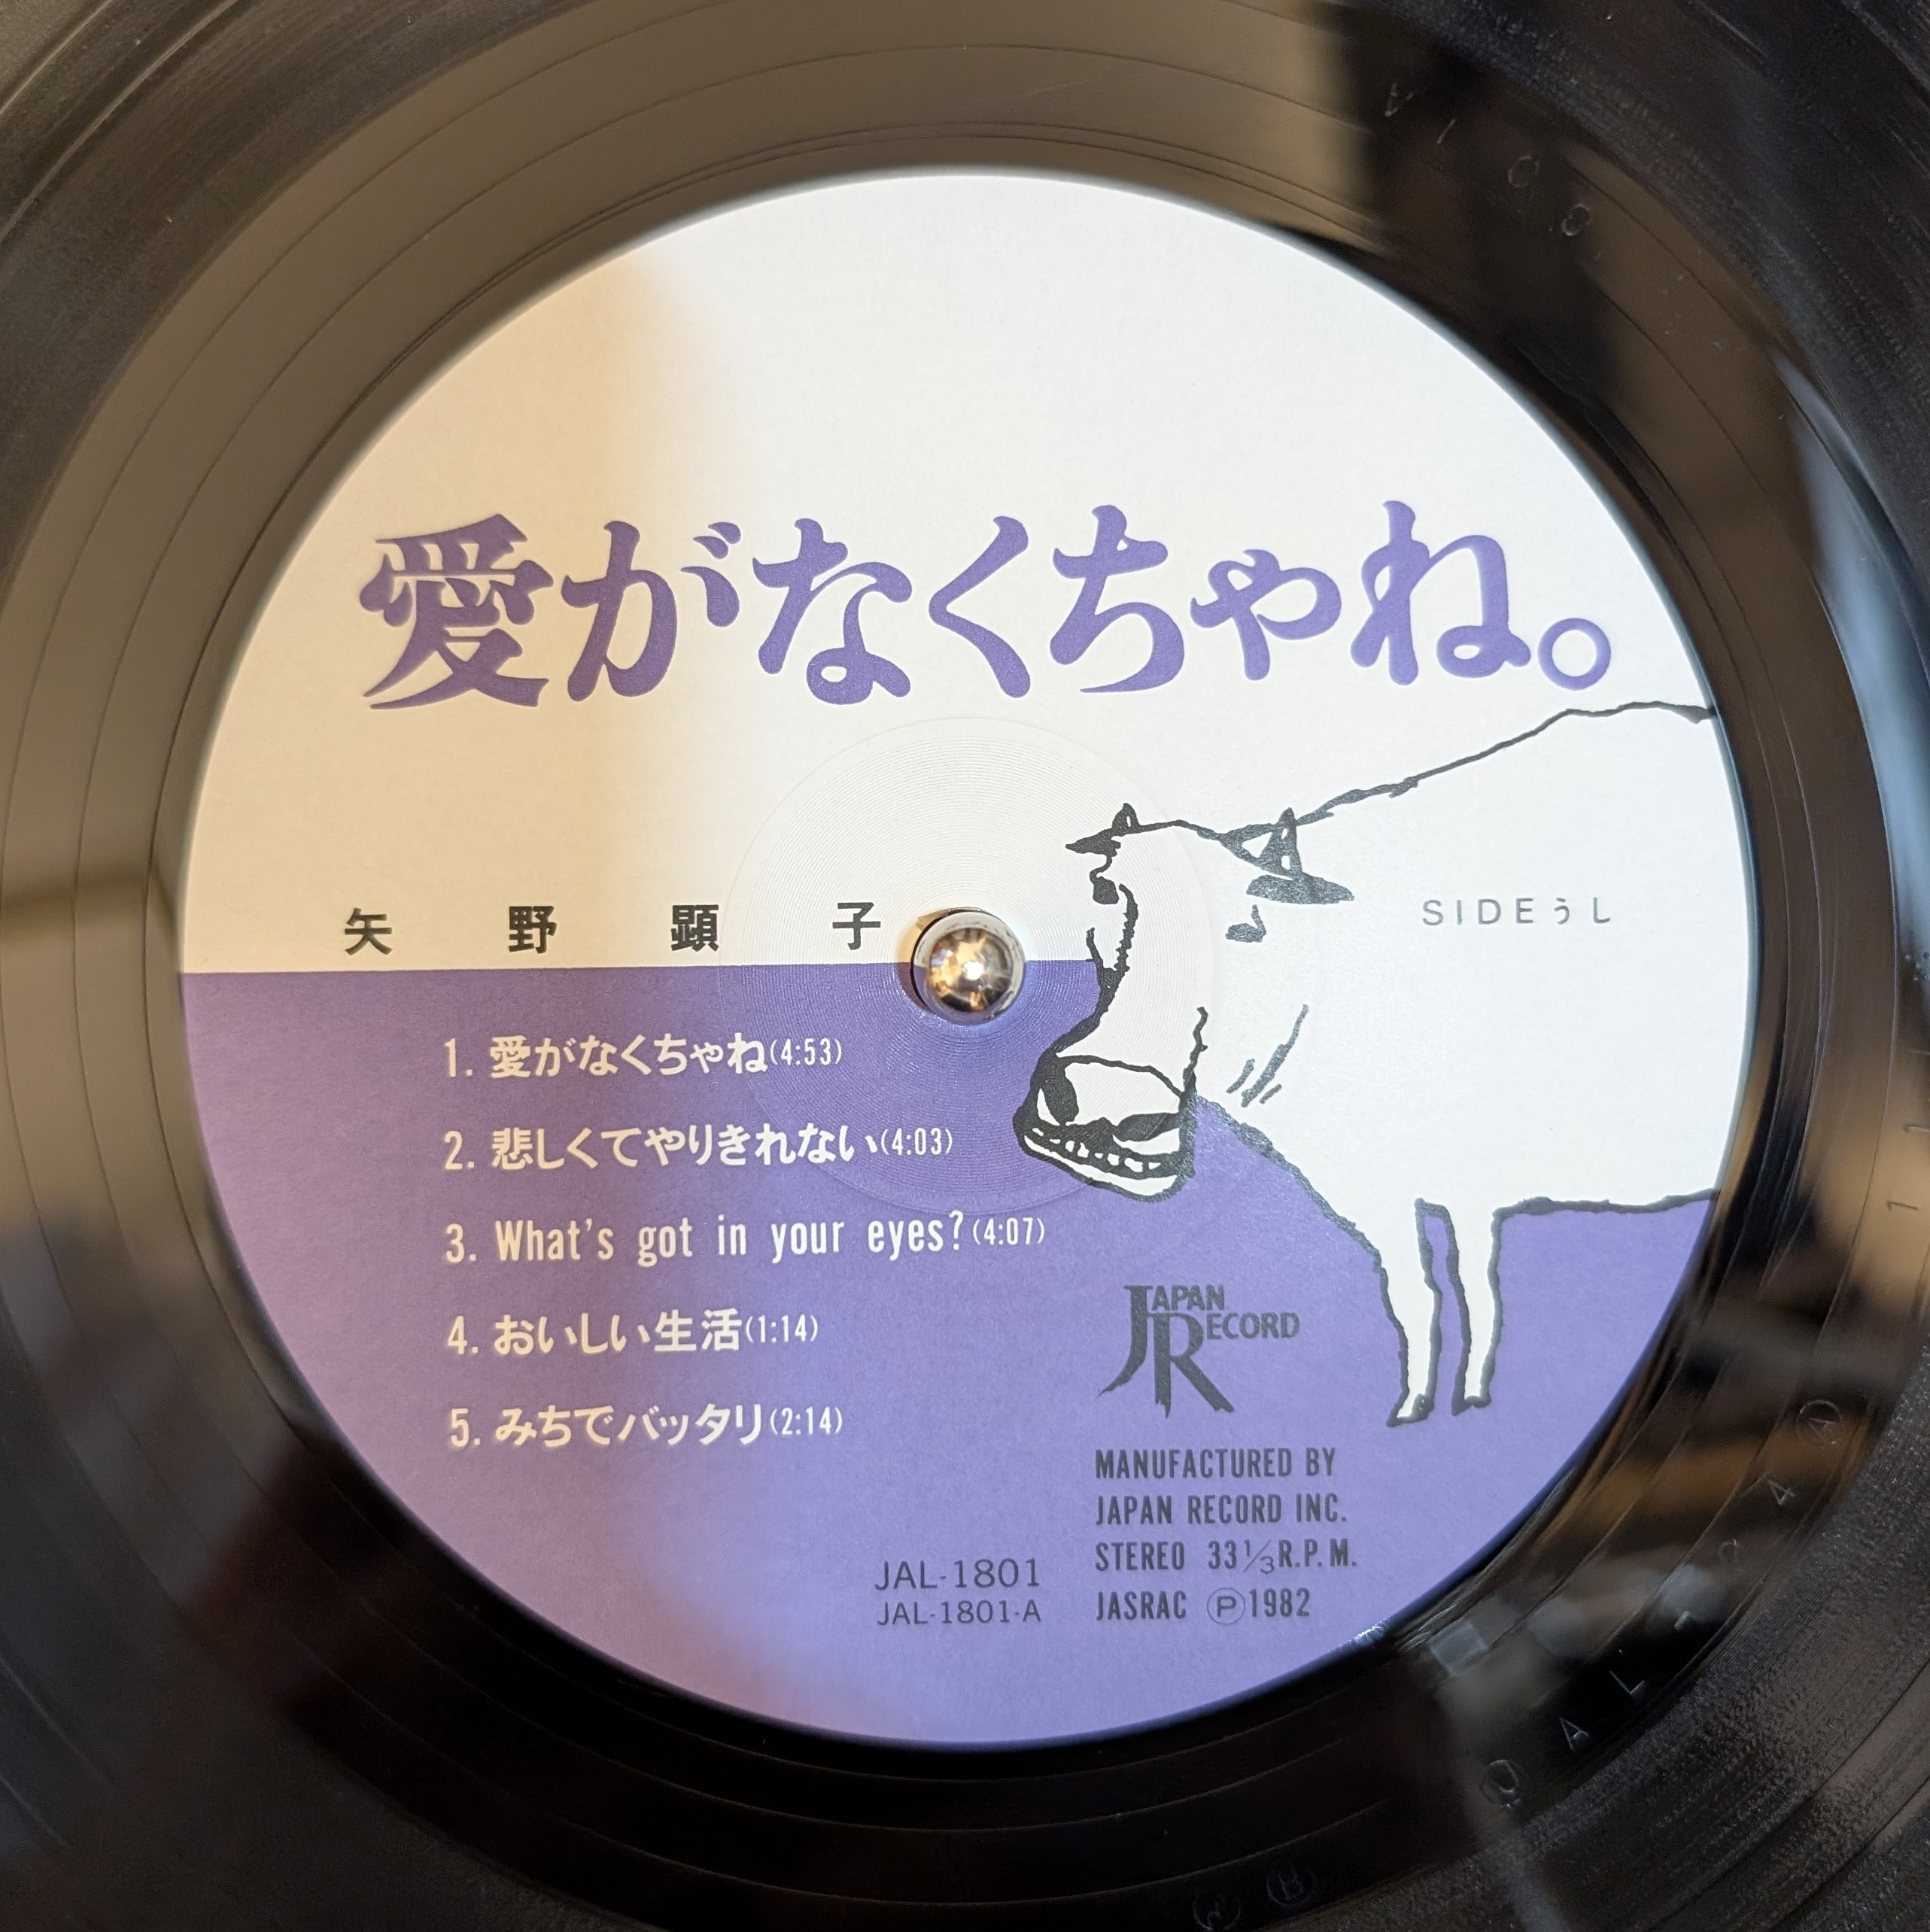 愛がなくちゃね。
矢野顕子
SIDEうし
1. 愛がなくちゃね(4:53)
2. 悲しくてやりきれない(4:03)
3. What's got in your eyes?(4:07)
4. おいしい生活(1:14)
5. みちでバッタリ(2:14)
JAPAN RECORD
MANUFACTURED BY
JAPAN RECORD INC.
STEREO 33⅓R.P.M.
JASRAC Ⓟ1982
JAL-1801
JAL-1801-A